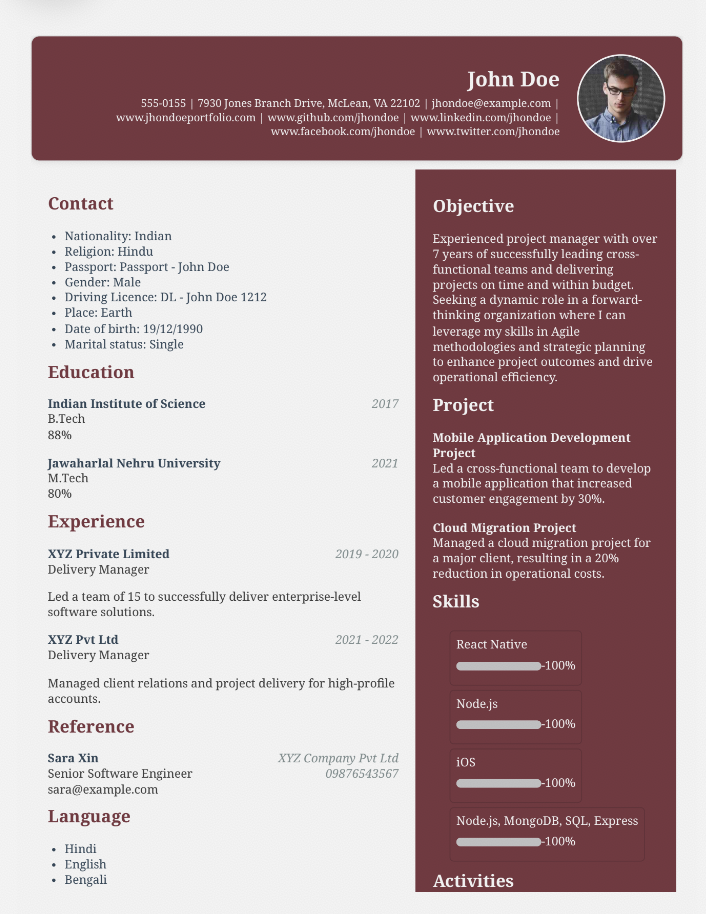 John Doe
555-0155 | 7930 Jones Branch Drive, McLean, VA 22102 | jhondoe@example.com |
www.jhondoeportfolio.com | www.github.com/jhondoe | www.linkedin.com/jhondoe |
www.facebook.com/jhondoe | www.twitter.com/jhondoe
Contact
• Nationality: Indian
• Religion: Hindu
• Passport: Passport - John Doe
• Gender: Male
• Driving Licence: DL - John Doe 1212
• Place: Earth
• Date of birth: 19/12/1990
• Marital status: Single
Education
Indian Institute of Science 2017
B.Tech
88%
Jawaharlal Nehru University 2021
M.Tech
80%
Experience
XYZ Private Limited 2019 - 2020
Delivery Manager
Led a team of 15 to successfully deliver enterprise-level
software solutions.
XYZ Pvt Ltd 2021 - 2022
Delivery Manager
Managed client relations and project delivery for high-profile
accounts.
Reference
Sara Xin XYZ Company Pvt Ltd
Senior Software Engineer 09876543567
sara@example.com
Language
• Hindi
• English
• Bengali
Objective
Experienced project manager with over
7 years of successfully leading cross-
functional teams and delivering
projects on time and within budget.
Seeking a dynamic role in a forward-
thinking organization where I can
leverage my skills in Agile
methodologies and strategic planning
to enhance project outcomes and drive
operational efficiency.
Project
Mobile Application Development
Project
Led a cross-functional team to develop
a mobile application that increased
customer engagement by 30%.
Cloud Migration Project
Managed a cloud migration project for
a major client, resulting in a 20%
reduction in operational costs.
Skills
React Native
-100%
Node.js
-100%
iOS
-100%
Node.js, MongoDB, SQL, Express
-100%
Activities